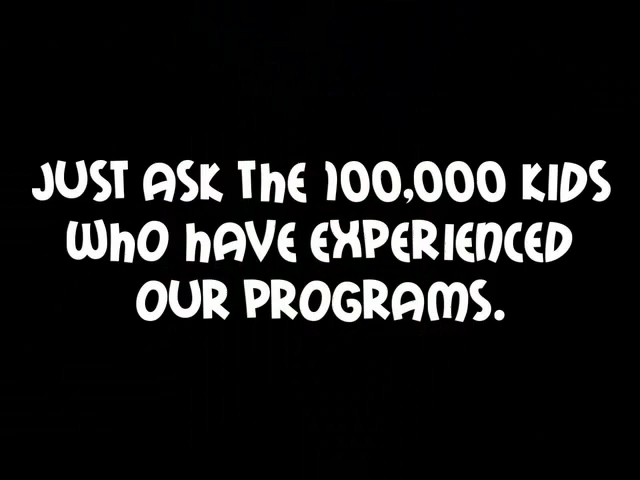 JUST ASK THE 100,000 KIDS
WHO HAVE EXPERIENCED
OUR PROGRAMS.